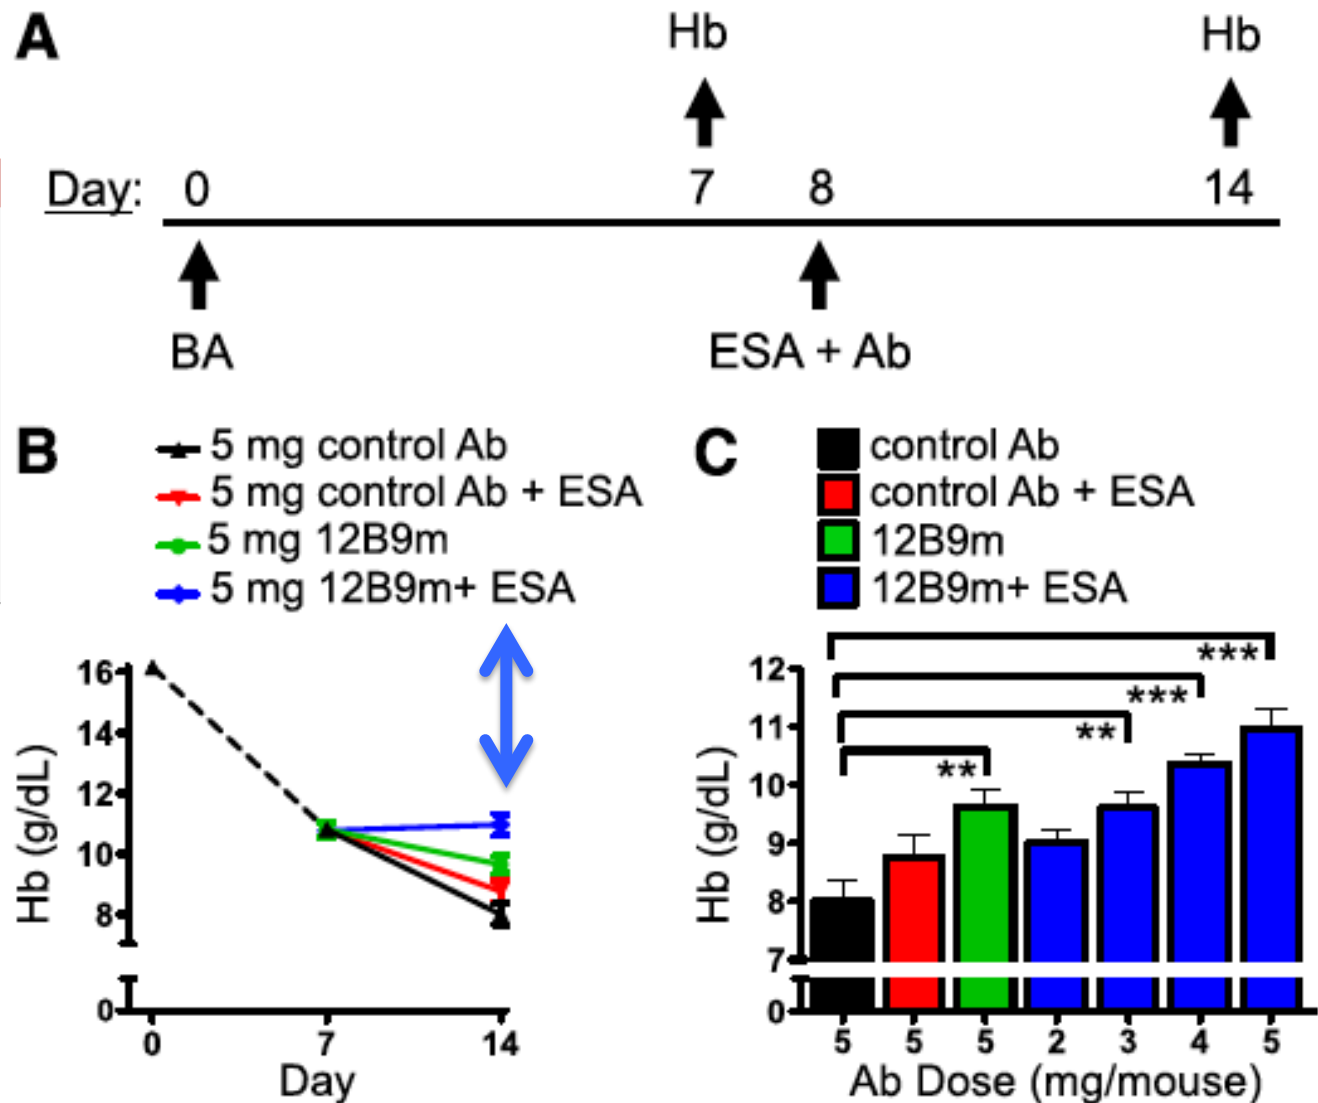 A
Hb Hb
Day: 0 7 8 14
BA ESA + Ab
B
5 mg control Ab
5 mg control Ab + ESA
5 mg 12B9m
5 mg 12B9m+ ESA
Hb (g/dL)
16
14
12
10
8
0
0 7 14
Day
C
control Ab
control Ab + ESA
12B9m
12B9m+ ESA
Hb (g/dL)
12
11
10
9
8
7
0
***
***
**
**
5 5 5 2 3 4 5
Ab Dose (mg/mouse)